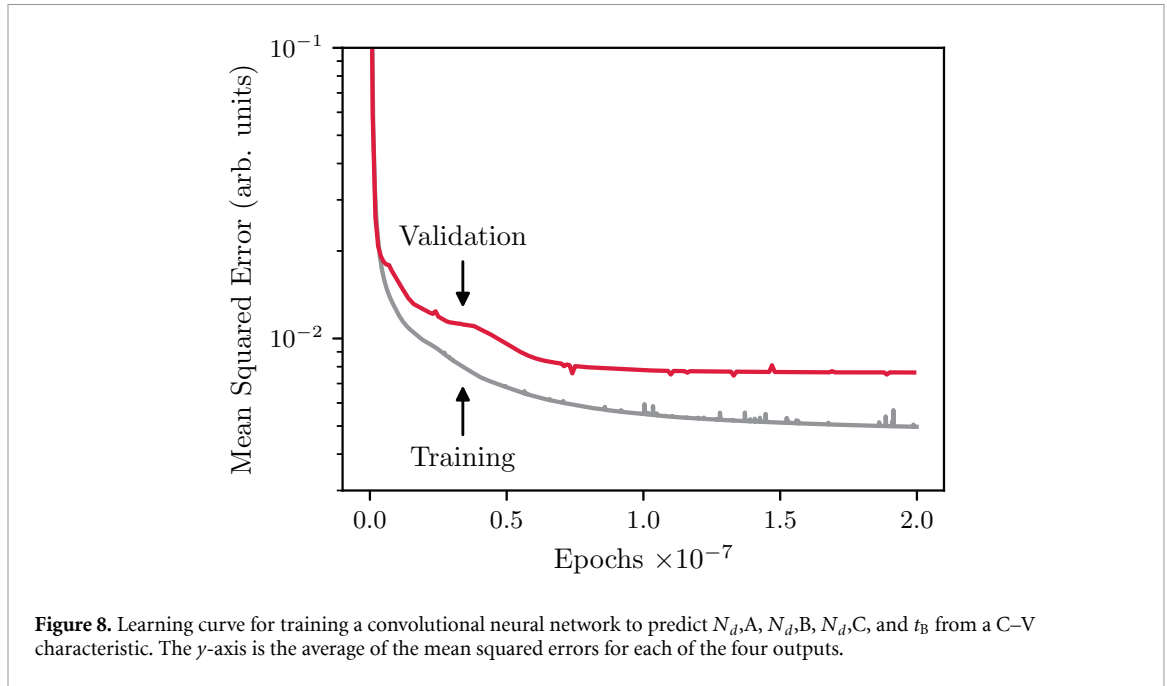 10⁻¹
10⁻²
Mean Squared Error (arb. units)
Validation
Training
0.0 0.5 1.0 1.5 2.0
Epochs ×10⁻⁷
Figure 8. Learning curve for training a convolutional neural network to predict N_d,A, N_d,B, N_d,C, and t_B from a C–V
characteristic. The y-axis is the average of the mean squared errors for each of the four outputs.